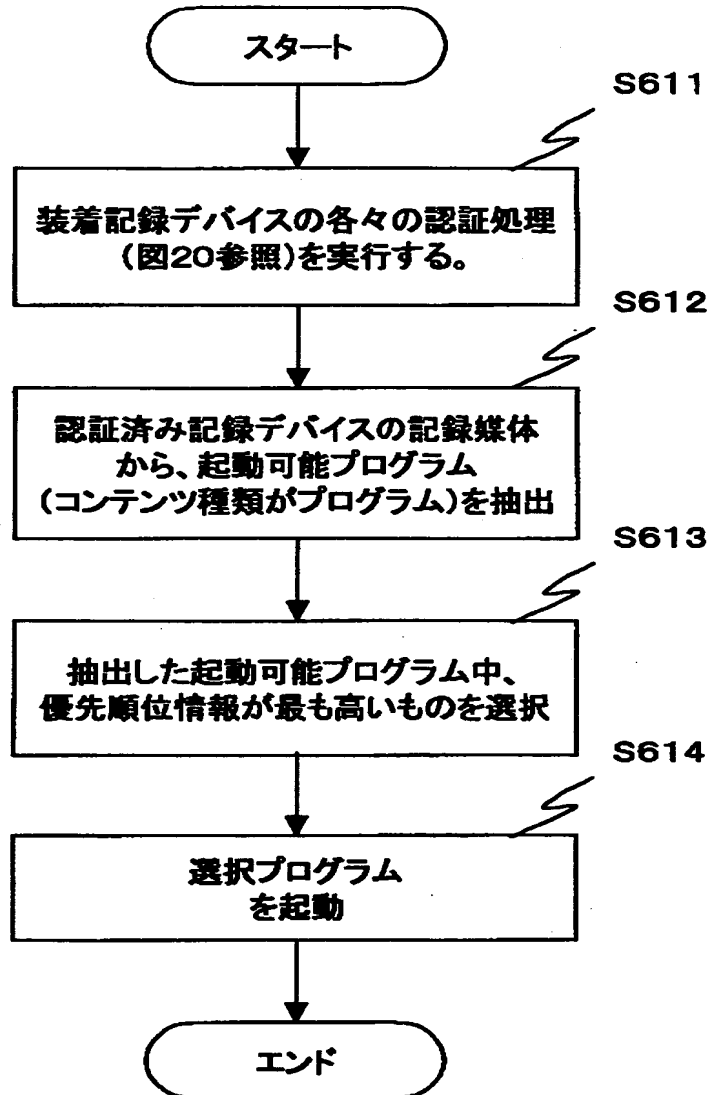 スタート
S611
装着記録デバイスの各々の認証処理
(図20参照)を実行する。
S612
認証済み記録デバイスの記録媒体
から、起動可能プログラム
(コンテンツ種類がプログラム)を抽出
S613
抽出した起動可能プログラム中、
優先順位情報が最も高いものを選択
S614
選択プログラム
を起動
エンド